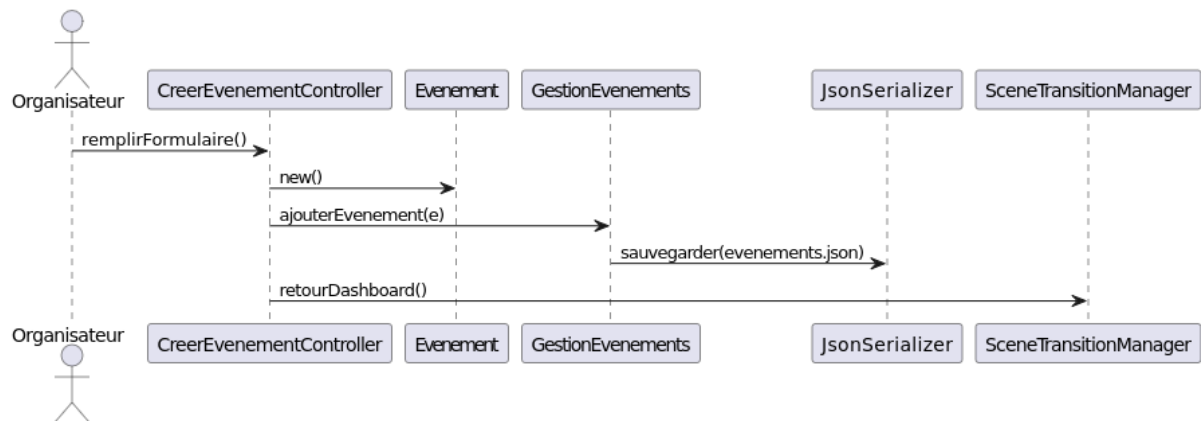 Organisateur
CreerEvenementController
Evenement
GestionEvenements
JsonSerializer
SceneTransitionManager
remplirFormulaire()
new()
ajouterEvenement(e)
sauvegarder(evenements.json)
retourDashboard()
Organisateur
CreerEvenementController
Evenement
GestionEvenements
JsonSerializer
SceneTransitionManager